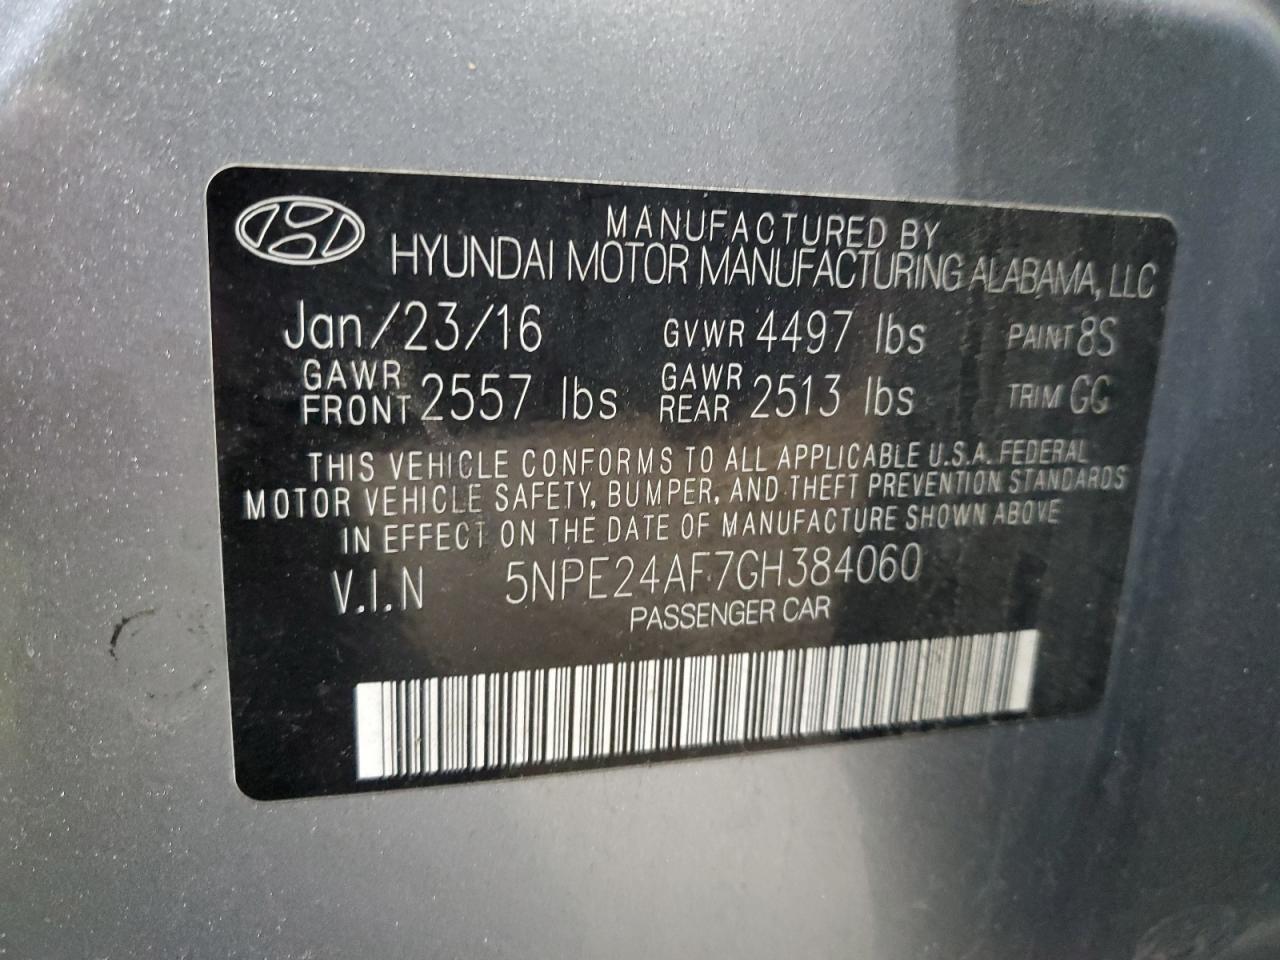 MANUFACTURED BY
HYUNDAI MOTOR MANUFACTURING ALABAMA, LLC
Jan/23/16 GVWR 4497 lbs PAINT 8S
GAWR FRONT 2557 lbs GAWR REAR 2513 lbs TRIM GG
THIS VEHICLE CONFORMS TO ALL APPLICABLE U.S.A. FEDERAL
MOTOR VEHICLE SAFETY, BUMPER, AND THEFT PREVENTION STANDARDS
IN EFFECT ON THE DATE OF MANUFACTURE SHOWN ABOVE
V.I.N 5NPE24AF7GH384060
PASSENGER CAR